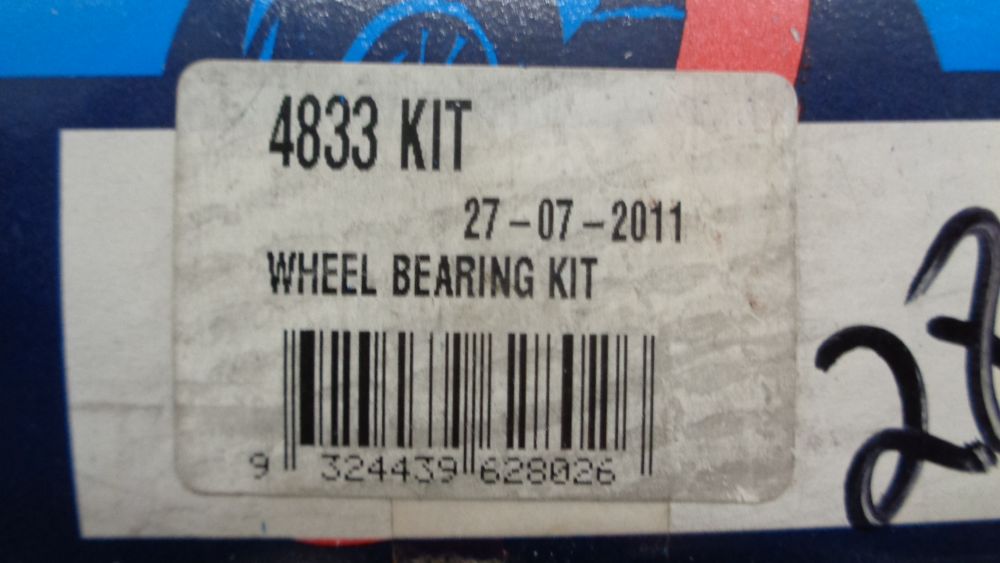 4833 KIT
27-07-2011
WHEEL BEARING KIT
9 324439 628026